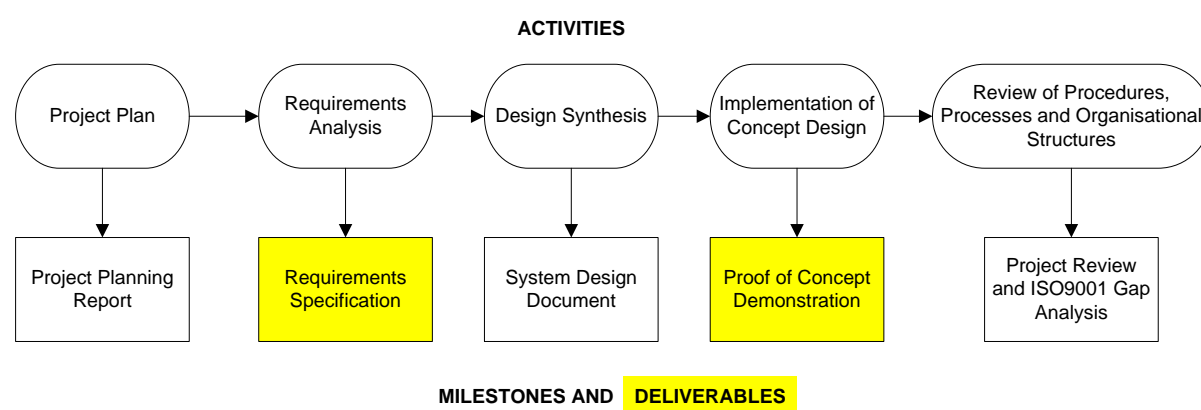 ACTIVITIES
Project Plan
Requirements
Analysis
Design Synthesis
Implementation of
Concept Design
Review of Procedures,
Processes and Organisational
Structures
Project Planning
Report
Requirements
Specification
System Design
Document
Proof of Concept
Demonstration
Project Review
and ISO9001 Gap
Analysis
MILESTONES AND DELIVERABLES